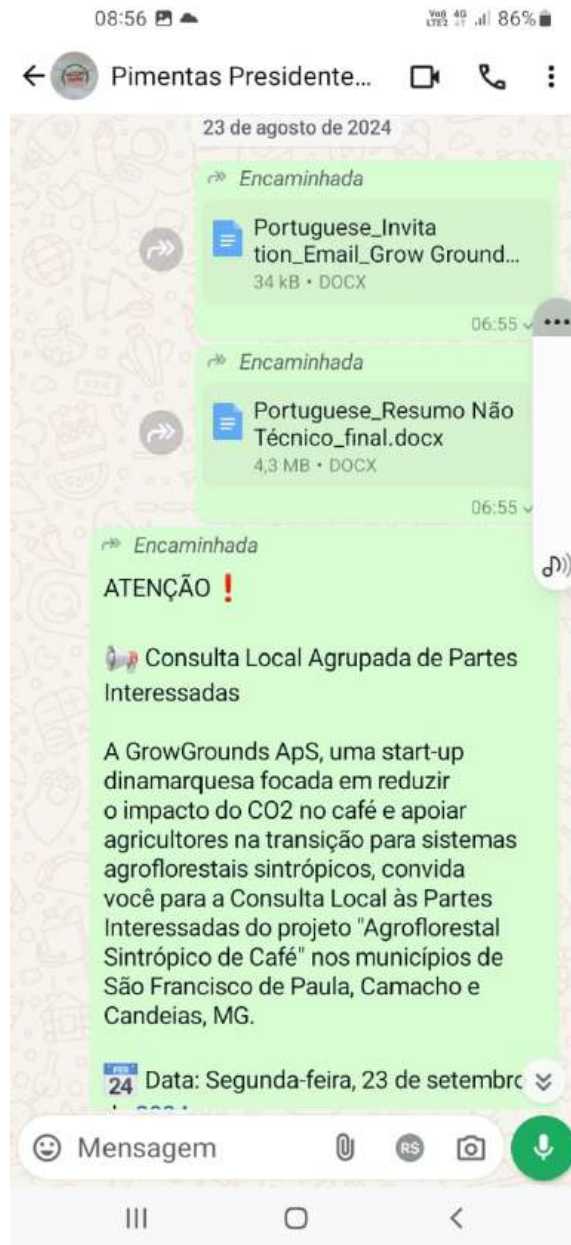 08:56 86%
Vo)) 4G
LTE2
Pimentas Presidente...
23 de agosto de 2024
Encaminhada
Portuguese_Invita
tion_Email_Grow Ground...
34 kB • DOCX
06:55
Encaminhada
Portuguese_Resumo Não
Técnico_final.docx
4,3 MB • DOCX
06:55
Encaminhada
ATENÇÃO❗
📢 Consulta Local Agrupada de Partes
Interessadas
A GrowGrounds ApS, uma start-up
dinamarquesa focada em reduzir
o impacto do CO2 no café e apoiar
agricultores na transição para sistemas
agroflorestais sintrópicos, convida
você para a Consulta Local às Partes
Interessadas do projeto "Agroflorestal
Sintrópico de Café" nos municípios de
São Francisco de Paula, Camacho e
Candeias, MG.
📅 Data: Segunda-feira, 23 de setembro
Mensagem
R$